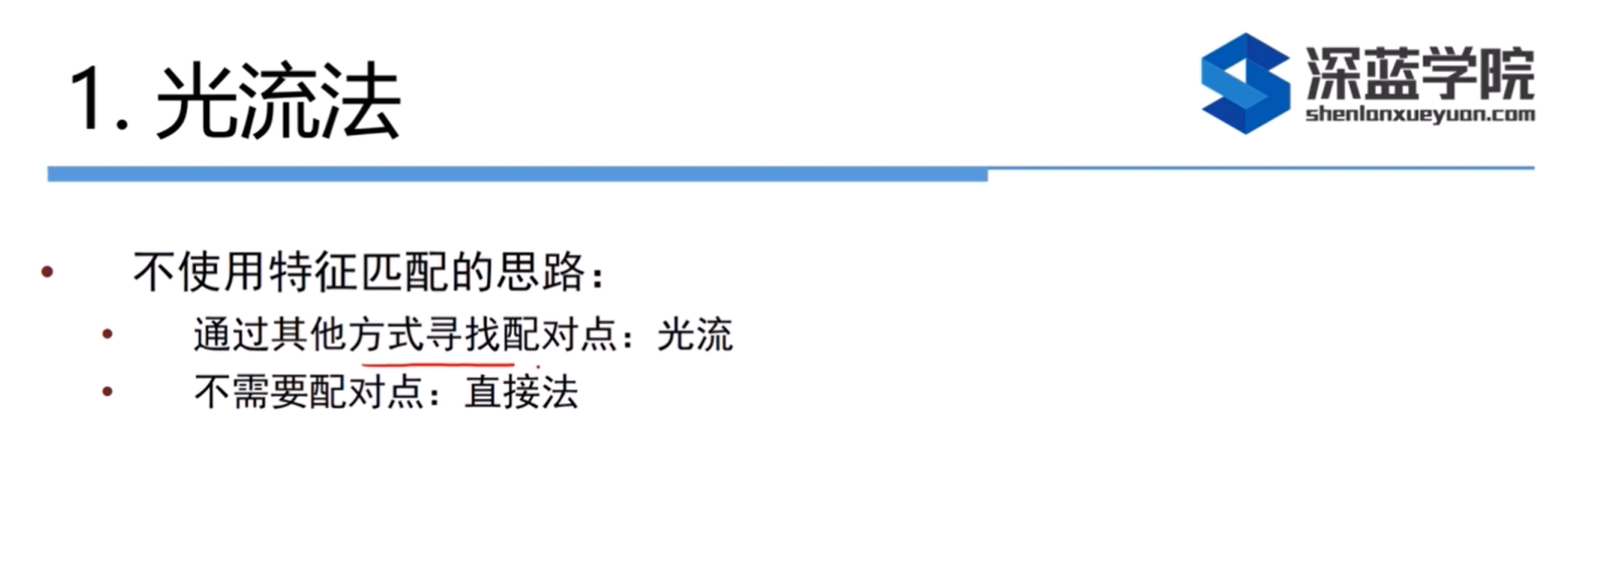 1. 光流法
深蓝学院
shenlanxueyuan.com
不使用特征匹配的思路：
通过其他方式寻找配对点：光流
不需要配对点：直接法